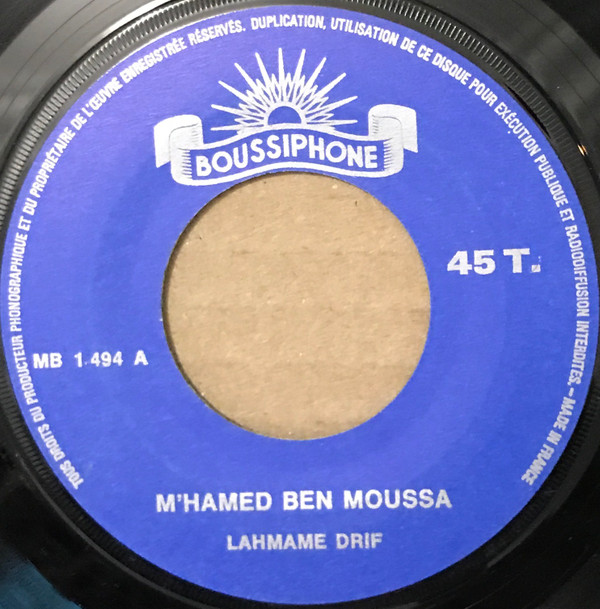 TOUS DROITS DU PRODUCTEUR PHONOGRAPHIQUE ET DU PROPRIÉTAIRE DE L'ŒUVRE ENREGISTRÉE RÉSERVÉS. DUPLICATION, UTILISATION DE CE DISQUE POUR EXÉCUTION PUBLIQUE ET RADIODIFFUSION INTERDITES. - MADE IN FRANCE
BOUSSIPHONE
45 T.
MB 1.494 A
M'HAMED BEN MOUSSA
LAHMAME DRIF